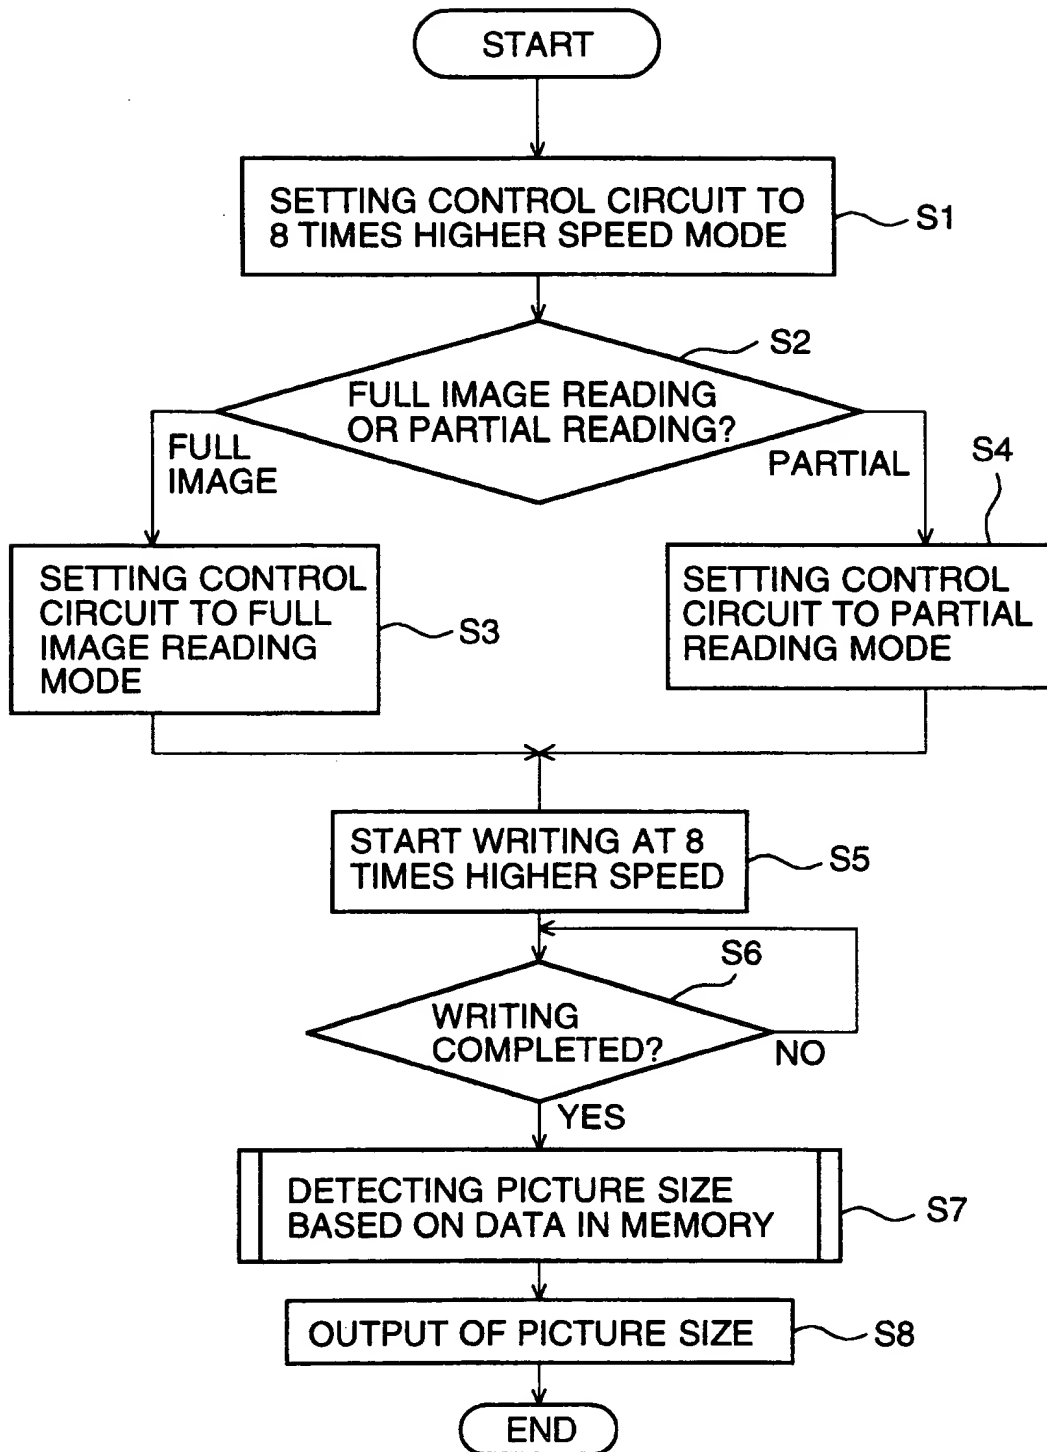 START
SETTING CONTROL CIRCUIT TO
8 TIMES HIGHER SPEED MODE
S1
S2
FULL IMAGE READING
OR PARTIAL READING?
FULL
IMAGE
PARTIAL
S4
SETTING CONTROL
CIRCUIT TO FULL
IMAGE READING
MODE
S3
SETTING CONTROL
CIRCUIT TO PARTIAL
READING MODE
START WRITING AT 8
TIMES HIGHER SPEED
S5
S6
WRITING
COMPLETED?
NO
YES
DETECTING PICTURE SIZE
BASED ON DATA IN MEMORY
S7
OUTPUT OF PICTURE SIZE
S8
END